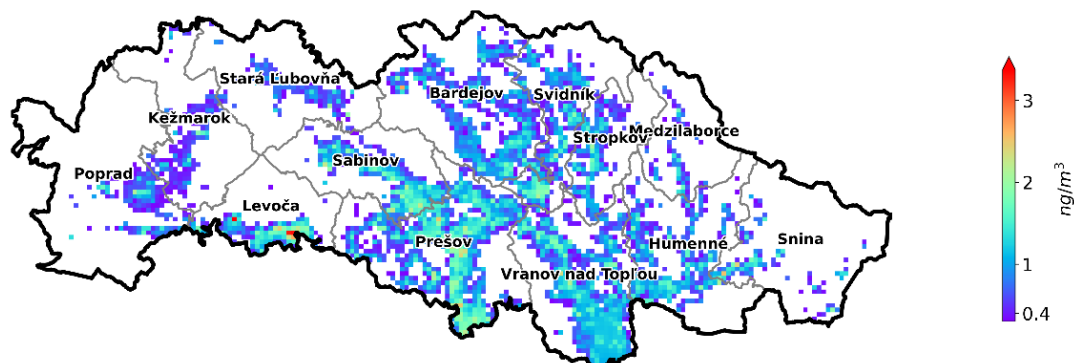 Stará Ľubovňa
Bardejov
Svidník
Kežmarok
Stropkov
Medzilaborce
Sabinov
Poprad
Levoča
Prešov
Humenné
Snina
Vranov nad Topľou
3
2
1
0.4
ng/m³